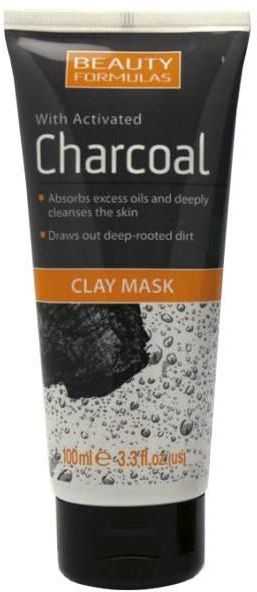 BEAUTY
FORMULAS
With Activated
Charcoal
Absorbs excess oils and deeply
cleanses the skin
Draws out deep-rooted dirt
CLAY MASK
100ml ℮ 3.3 fl.oz (us)